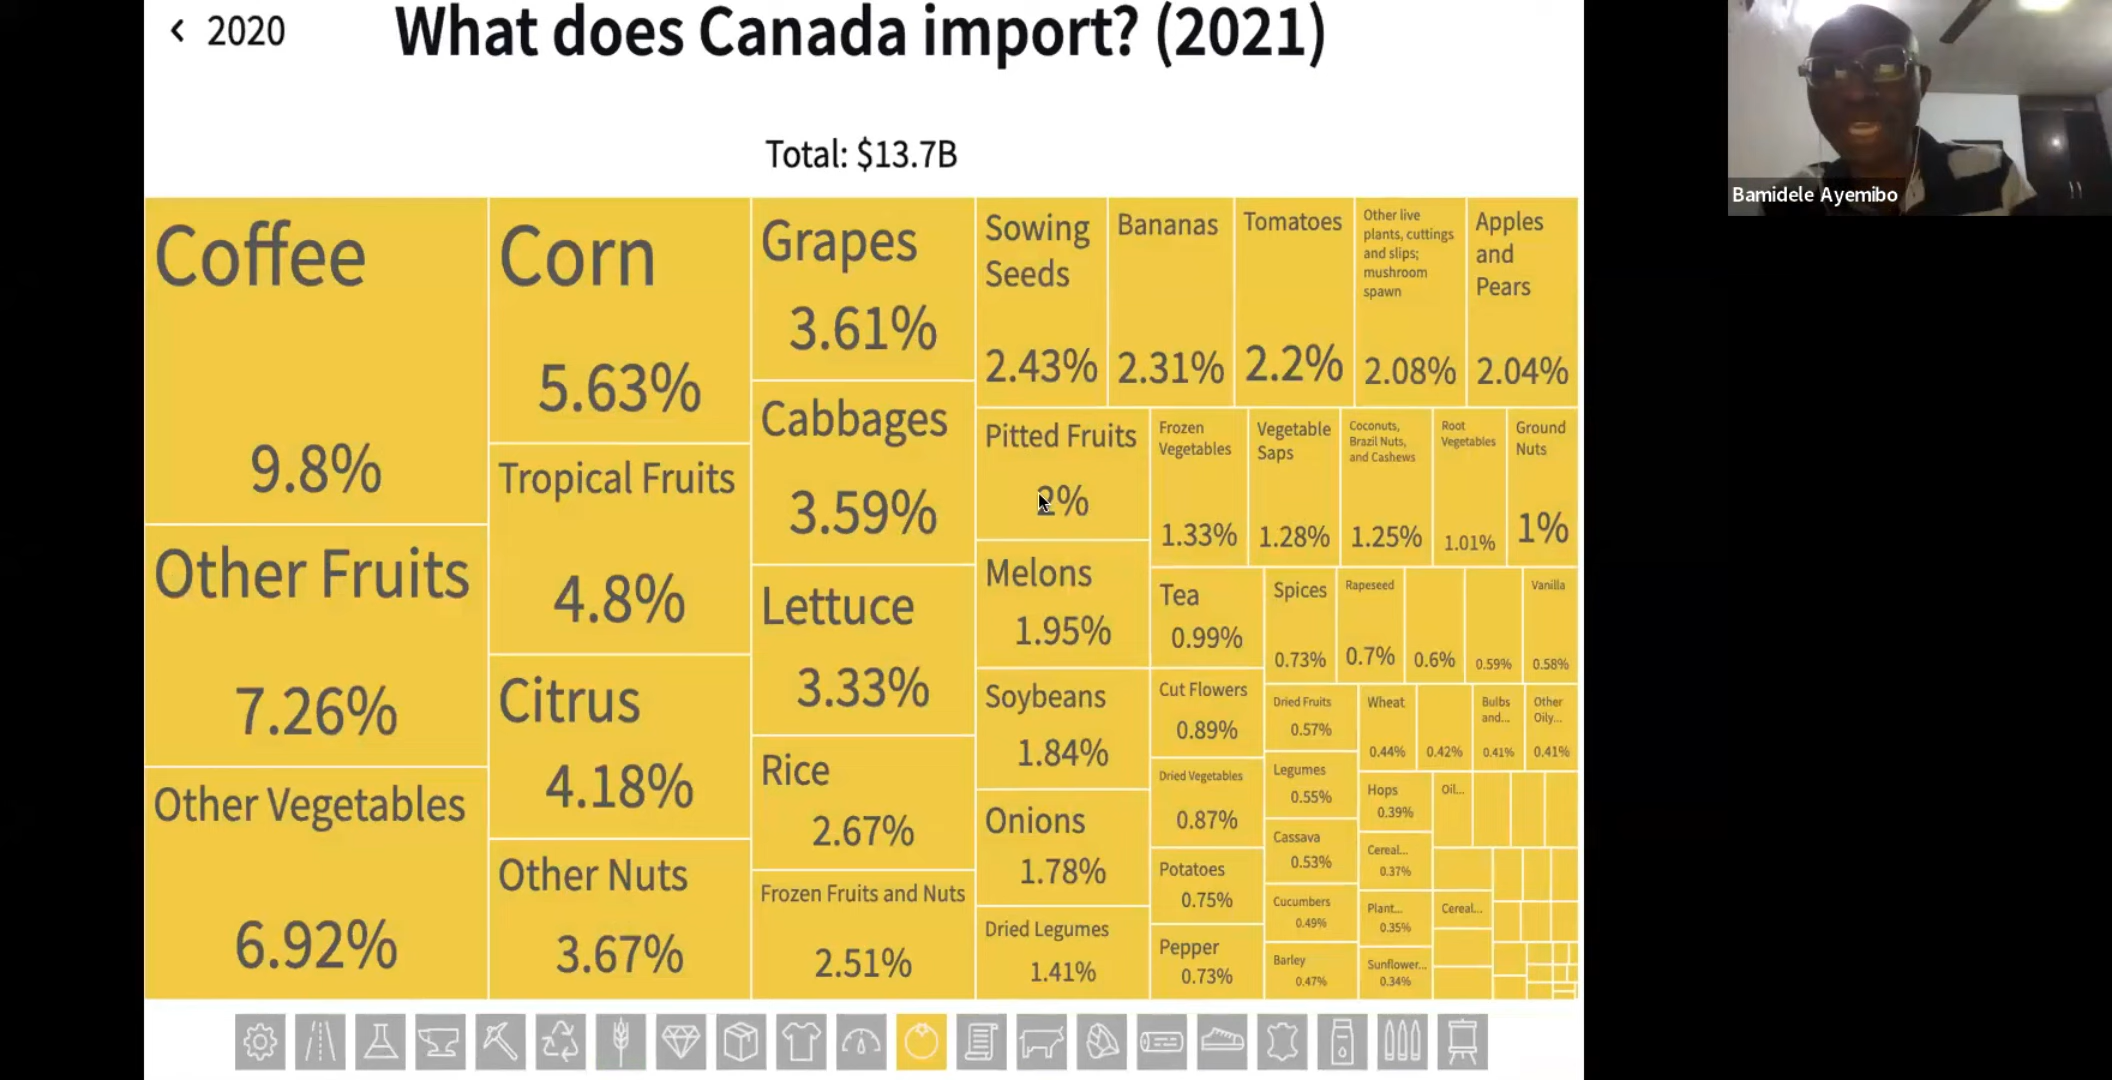 < 2020
What does Canada import? (2021)
Total: $13.7B
Bamidele Ayemibo
Coffee
9.8%
Other Fruits
7.26%
Other Vegetables
6.92%
Corn
5.63%
Tropical Fruits
4.8%
Citrus
4.18%
Other Nuts
3.67%
Grapes
3.61%
Cabbages
3.59%
Lettuce
3.33%
Rice
2.67%
Frozen Fruits and Nuts
2.51%
Sowing
Seeds
2.43%
Bananas
2.31%
Tomatoes
2.2%
Other live
plants, cuttings
and slips;
mushroom
spawn
2.08%
Apples
and
Pears
2.04%
Pitted Fruits
2%
Melons
1.95%
Soybeans
1.84%
Onions
1.78%
Dried Legumes
1.41%
Frozen
Vegetables
1.33%
Vegetable
Saps
1.28%
Coconuts,
Brazil Nuts,
and Cashews
1.25%
Root
Vegetables
1.01%
Ground
Nuts
1%
Tea
0.99%
Cut Flowers
0.89%
Dried Vegetables
0.87%
Potatoes
0.75%
Pepper
0.73%
Spices
0.73%
Rapeseed
0.7%
0.6%
0.59%
Vanilla
0.58%
Dried Fruits
0.57%
Legumes
0.55%
Cassava
0.53%
Cucumbers
0.49%
Barley
0.47%
Wheat
0.44%
0.42%
Bulbs
and...
0.41%
Other
Oily...
0.41%
Hops
0.39%
Cereal...
0.37%
Plant...
0.35%
Sunflower...
0.34%
Oil...
Cereal...